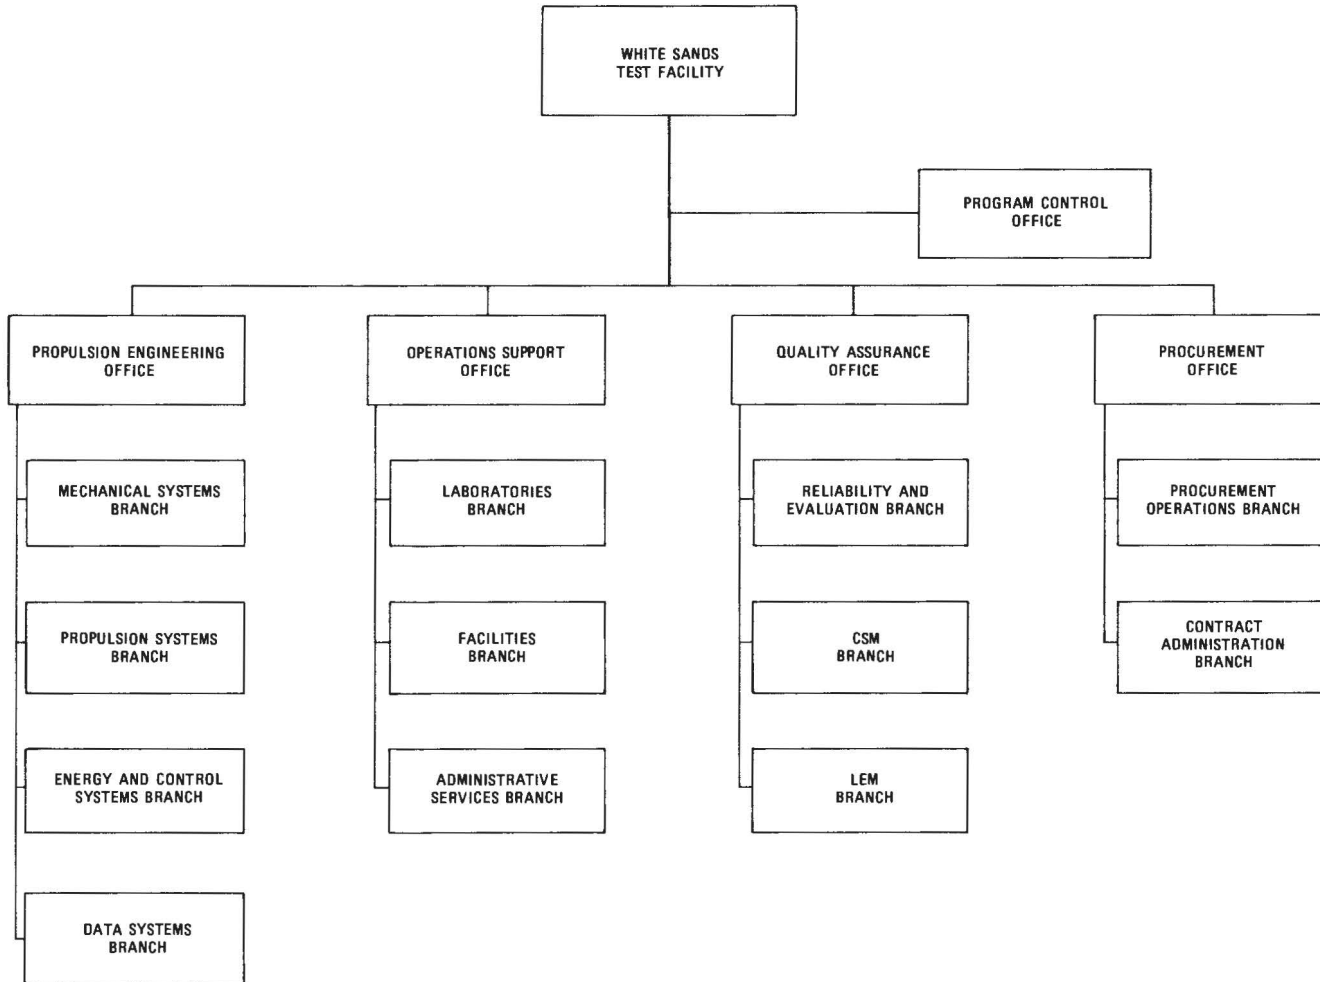 WHITE SANDS
TEST FACILITY
PROGRAM CONTROL
OFFICE
PROPULSION ENGINEERING
OFFICE
OPERATIONS SUPPORT
OFFICE
QUALITY ASSURANCE
OFFICE
PROCUREMENT
OFFICE
MECHANICAL SYSTEMS
BRANCH
LABORATORIES
BRANCH
RELIABILITY AND
EVALUATION BRANCH
PROCUREMENT
OPERATIONS BRANCH
PROPULSION SYSTEMS
BRANCH
FACILITIES
BRANCH
CSM
BRANCH
CONTRACT
ADMINISTRATION
BRANCH
ENERGY AND CONTROL
SYSTEMS BRANCH
ADMINISTRATIVE
SERVICES BRANCH
LEM
BRANCH
DATA SYSTEMS
BRANCH